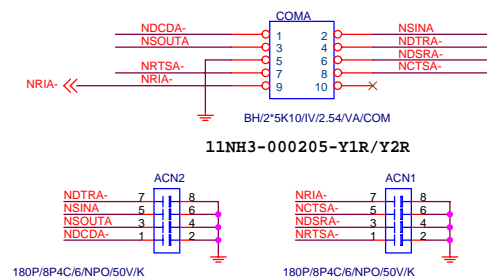 COMA
NDCDA- 1 2 NSINA
NSOUTA 3 4 NDTRA-
5 6 NDSRA-
NRTSA- 7 8 NCTSA-
NRIA- NRIA- 9 10
BH/2*5K10/IV/2.54/VA/COM
11NH3-000205-Y1R/Y2R
ACN2
NDTRA- 7 8
NSINA 5 6
NSOUTA 3 4
NDCDA- 1 2
180P/8P4C/6/NPO/50V/K
ACN1
NRIA- 7 8
NCTSA- 5 6
NDSRA- 3 4
NRTSA- 1 2
180P/8P4C/6/NPO/50V/K